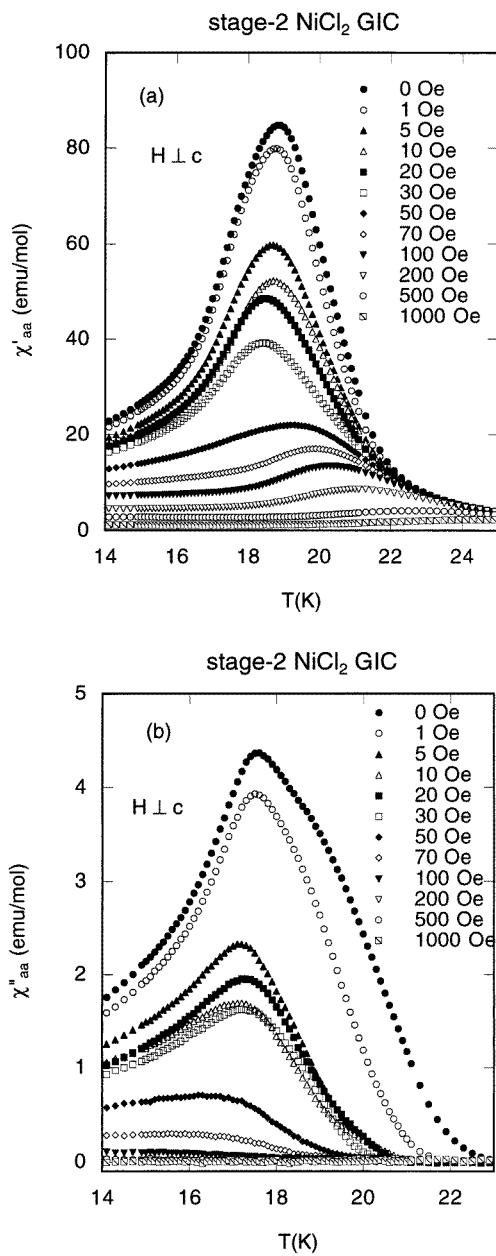 stage-2 NiCl₂ GIC
100
(a)
H⊥c
80
60
40
20
0
χ'aa (emu/mol)
0 Oe
1 Oe
5 Oe
10 Oe
20 Oe
30 Oe
50 Oe
70 Oe
100 Oe
200 Oe
500 Oe
1000 Oe
14 16 18 20 22 24
T(K)
stage-2 NiCl₂ GIC
5
(b)
H⊥c
4
3
2
1
0
χ"aa (emu/mol)
0 Oe
1 Oe
5 Oe
10 Oe
20 Oe
30 Oe
50 Oe
70 Oe
100 Oe
200 Oe
500 Oe
1000 Oe
14 16 18 20 22
T(K)